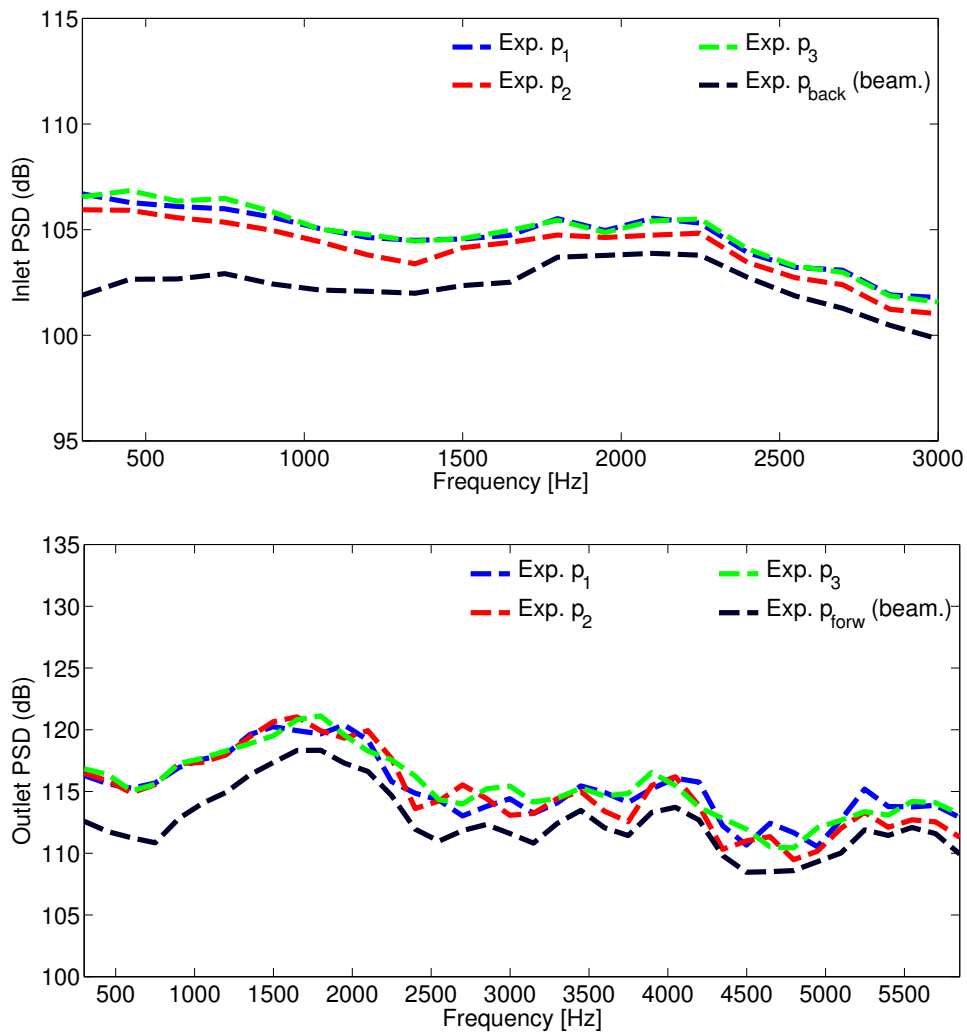 115
110
105
100
95
Inlet PSD (dB)
Exp. p1
Exp. p2
Exp. p3
Exp. pback (beam.)
500 1000 1500 2000 2500 3000
Frequency [Hz]
135
130
125
120
115
110
105
100
Outlet PSD (dB)
Exp. p1
Exp. p2
Exp. p3
Exp. pforw (beam.)
500 1000 1500 2000 2500 3000 3500 4000 4500 5000 5500
Frequency [Hz]